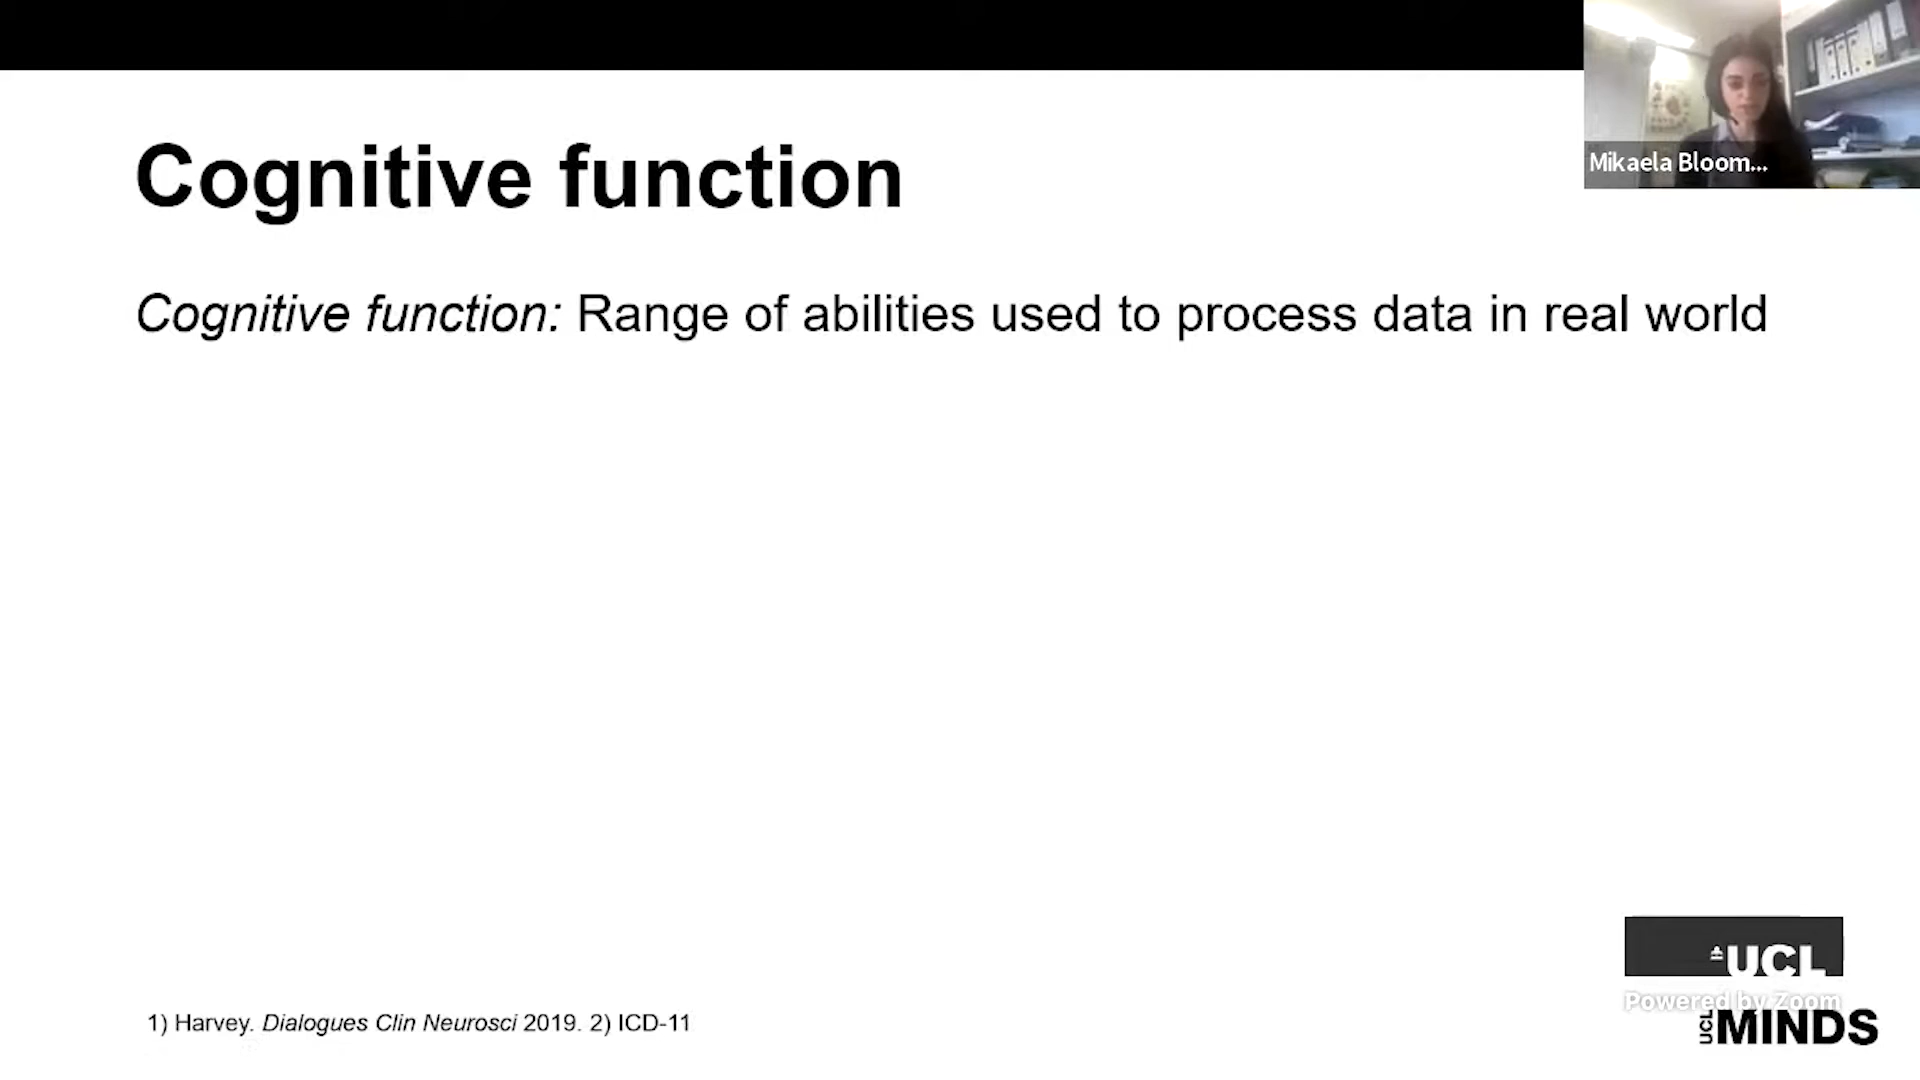 Mikaela Bloom...
Cognitive function
Cognitive function: Range of abilities used to process data in real world
1) Harvey. Dialogues Clin Neurosci 2019. 2) ICD-11
UCL
Powered by Zoom
UCL MINDS